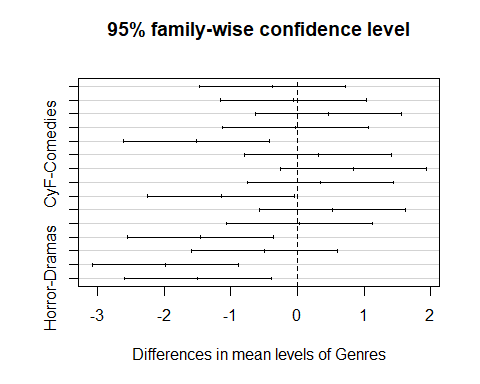 95% family-wise confidence level
CyF-Comedies
Horror-Dramas
-3 -2 -1 0 1 2
Differences in mean levels of Genres